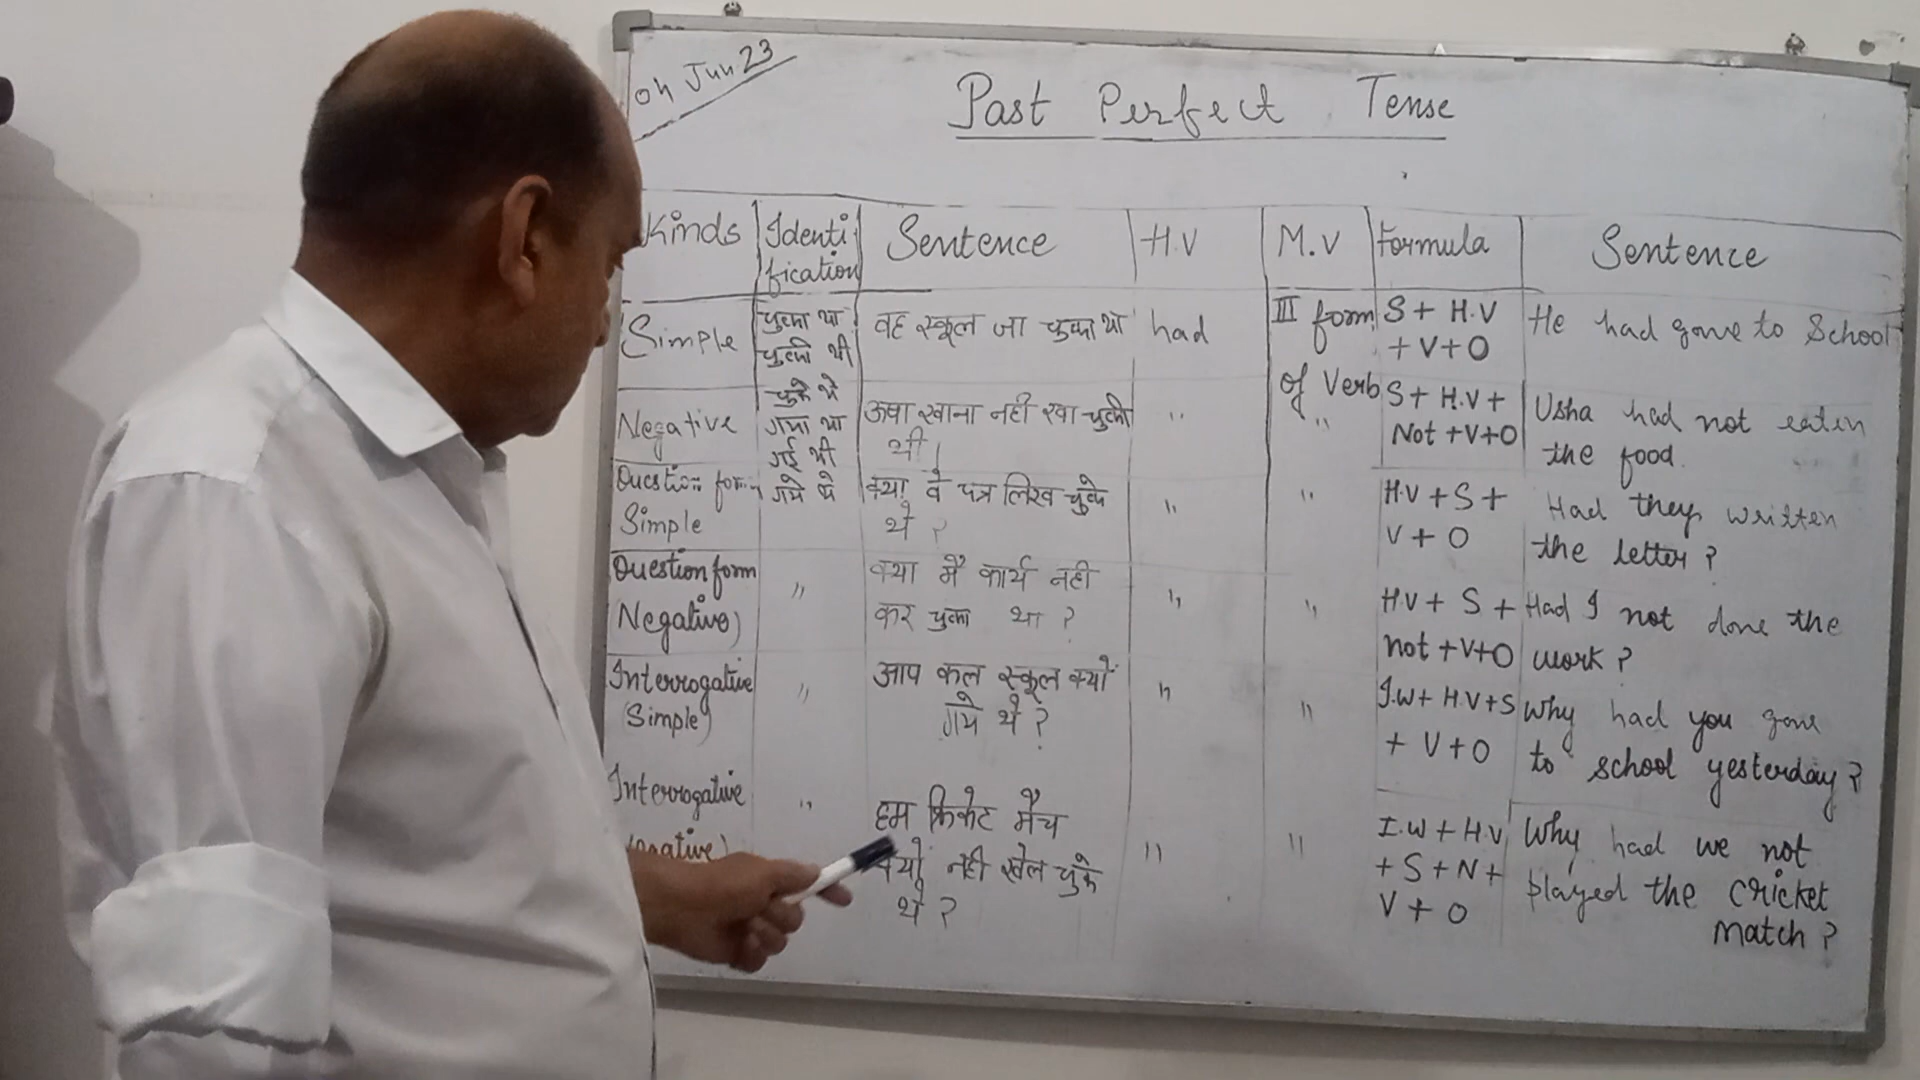 04 Jun 23
Past Perfect Tense
Kinds Identi- Sentence H.V M.V Formula Sentence
fication
Simple
चुका था
चुकी थी
चुके थे
गया था
गई थी
गये थे
वह स्कूल जा चुका था
had
III form
of Verb
S + H.V
+ V + O
He had gone to School
Negative
ऊषा खाना नही खा चुकी
थी।
"
"
S + H.V +
Not + V + O
Usha had not eaten
the food.
Question form
Simple
क्या वे पत्र लिख चुके
थे ?
"
"
H.V + S +
V + O
Had they written
the letter ?
Question form
Negative)
"
क्या मै कार्य नही
कर चुका था ?
"
"
H.V + S +
not + V + O
Had I not done the
work ?
Interrogative
(Simple)
"
आप कल स्कूल क्यों
गये थे ?
"
"
I.W + H.V + S
+ V + O
Why had you gone
to school yesterday ?
Interrogative
"
हम क्रिकेट मैच
क्यों नही खेल चुके
थे ?
"
"
I.W + H.V
+ S + N +
V + O
Why had we not
played the cricket
match ?